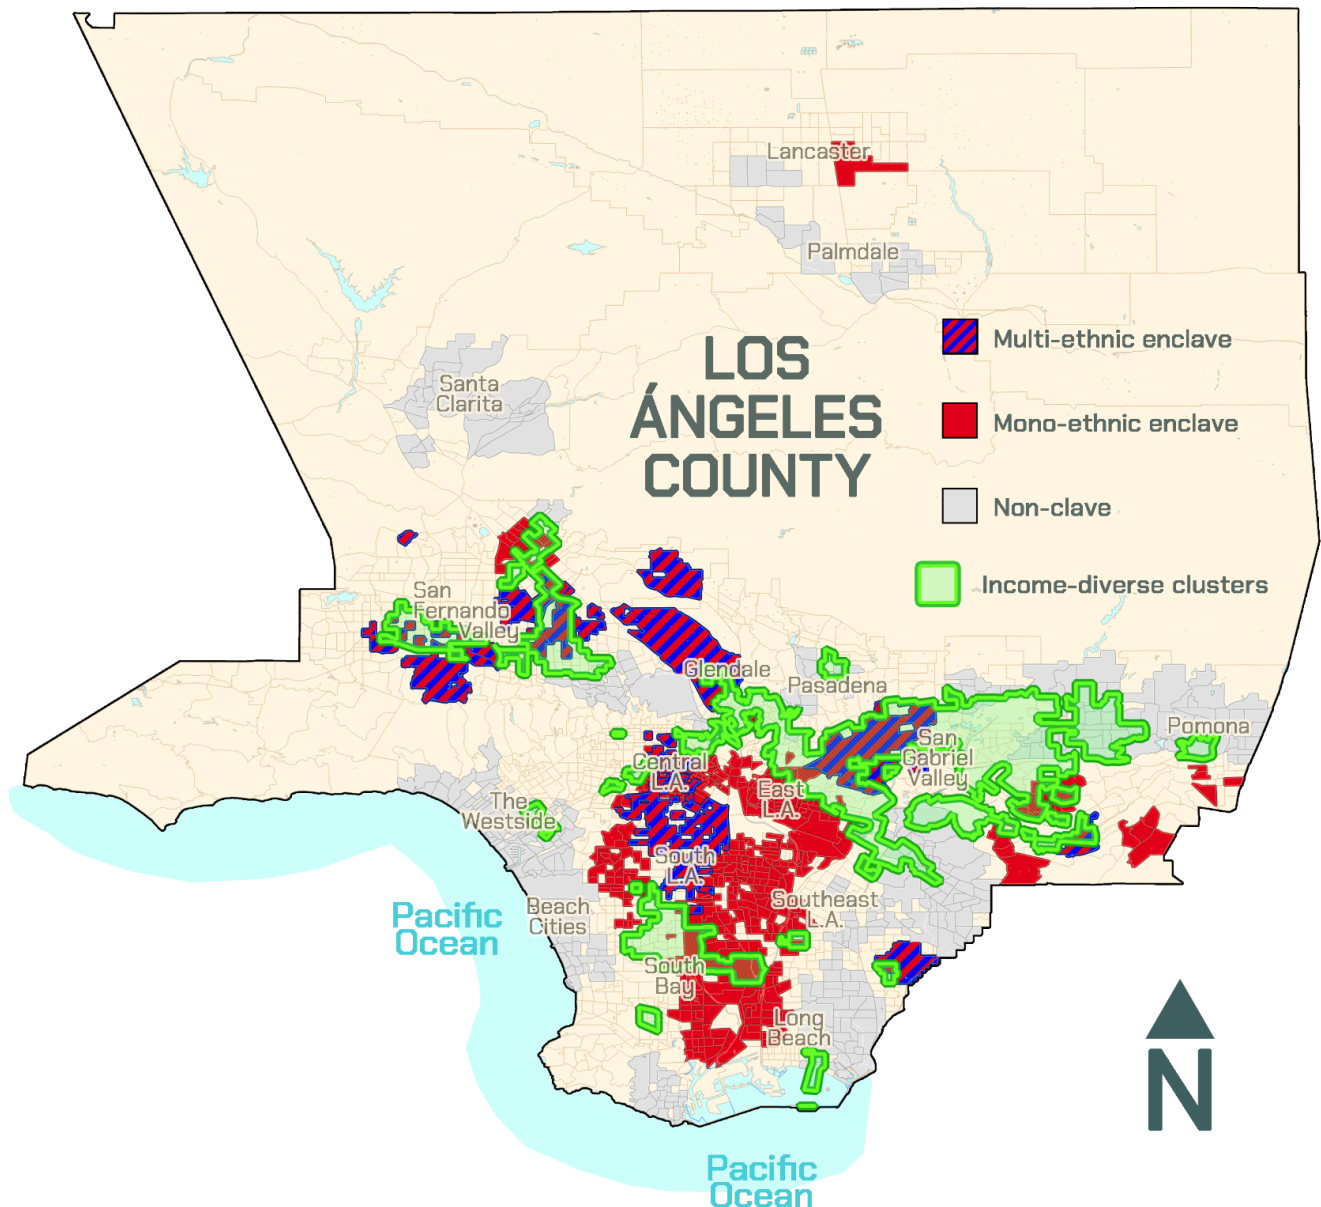 Lancaster
Palmdale
LOS
ÁNGELES
COUNTY
Multi-ethnic enclave
Mono-ethnic enclave
Non-clave
Income-diverse clusters
Santa
Clarita
San
Fernando
Valley
Glendale
Pasadena
San
Gabriel
Valley
Pomona
Central
L.A.
East
L.A.
The
Westside
South
L.A.
Southeast
L.A.
Beach
Cities
South
Bay
Long
Beach
Pacific
Ocean
N
Pacific
Ocean